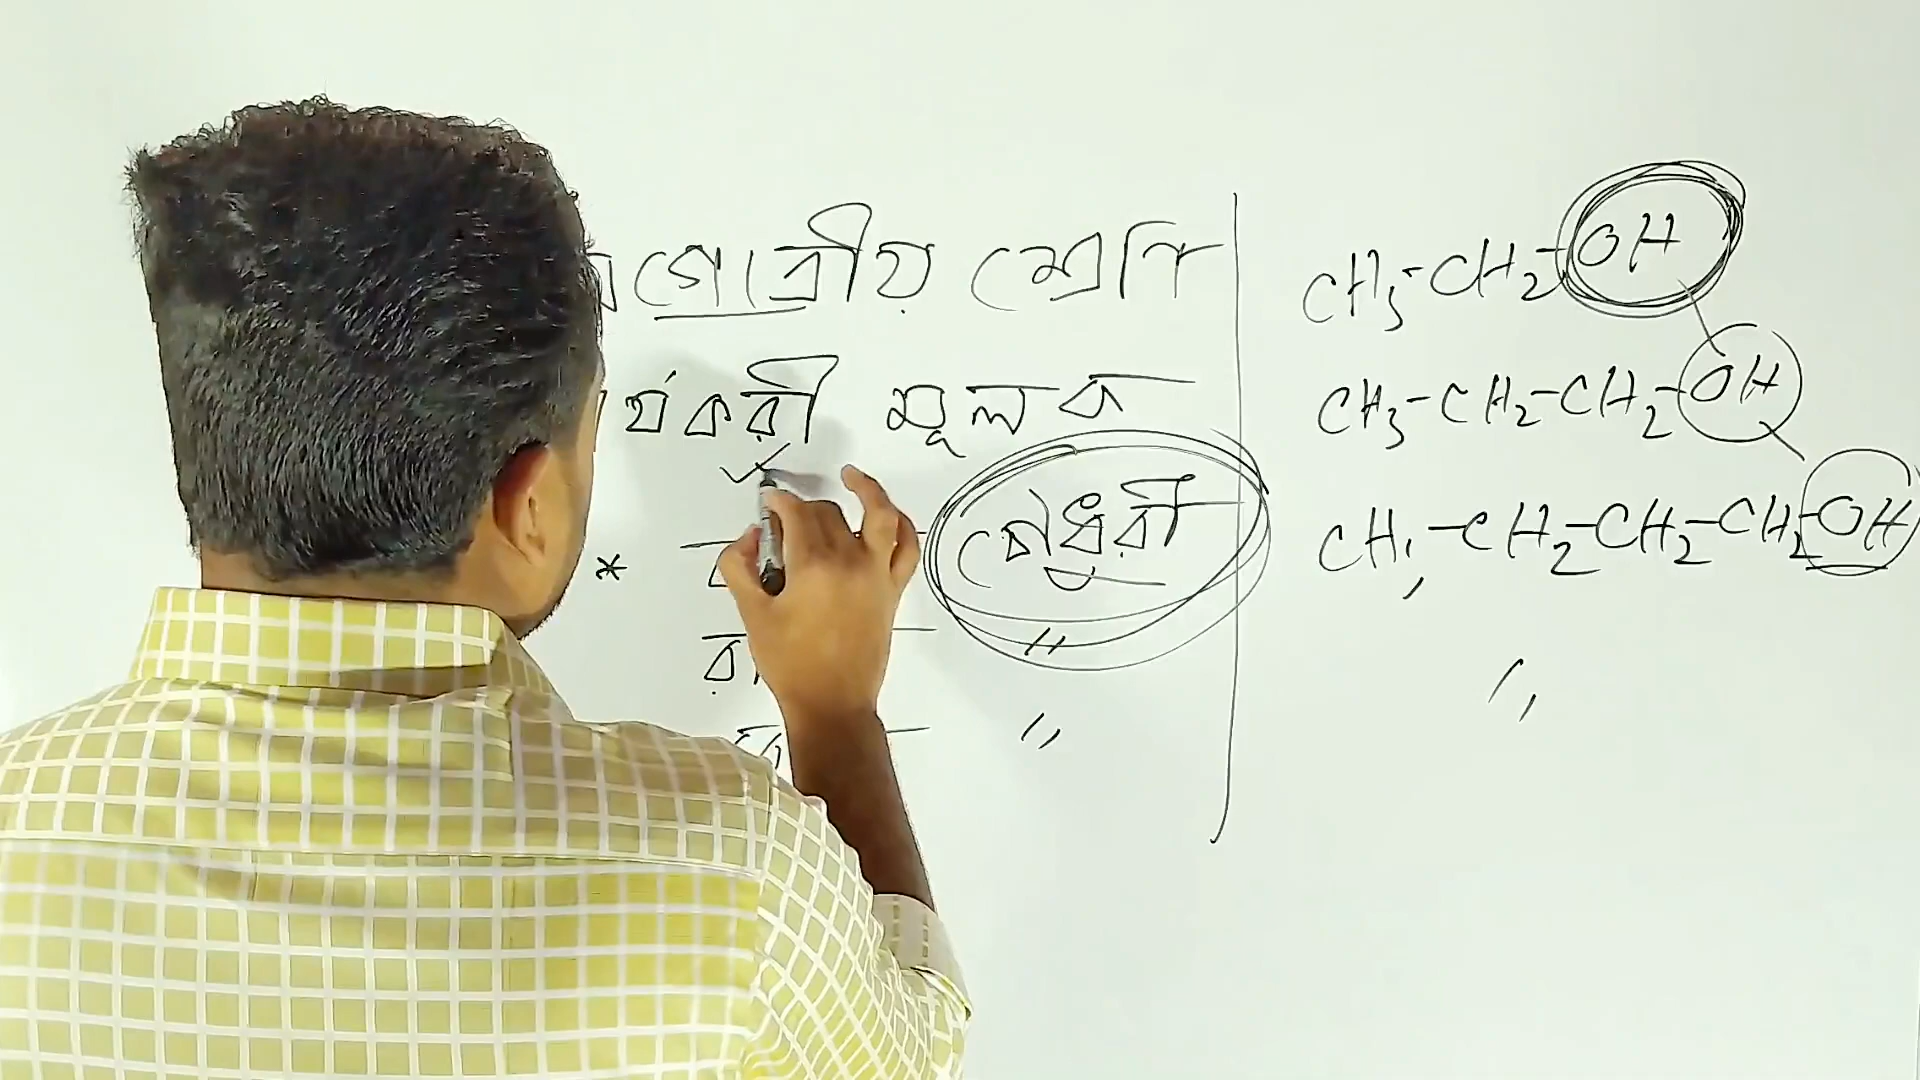 গোত্রীয় শ্রেণি
র্যকরী মূলক
* চৌধুরী
রা "
"
CH3-CH2-OH
CH3-CH2-CH2-OH
CH3-CH2-CH2-CH2-OH
"